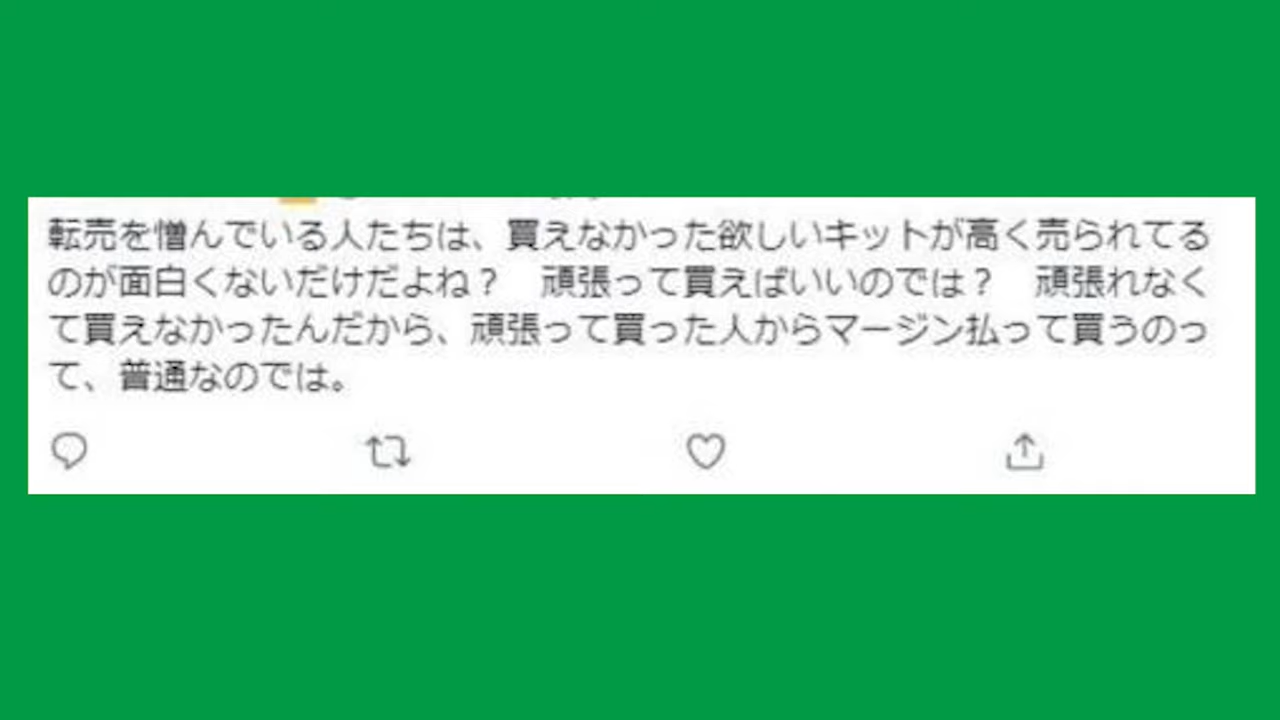 転売を憎んでいる人たちは、買えなかった欲しいキットが高く売られてる
のが面白くないだけだよね？　頑張って買えばいいのでは？　頑張れなく
て買えなかったんだから、頑張って買った人からマージン払って買うのっ
て、普通なのでは。